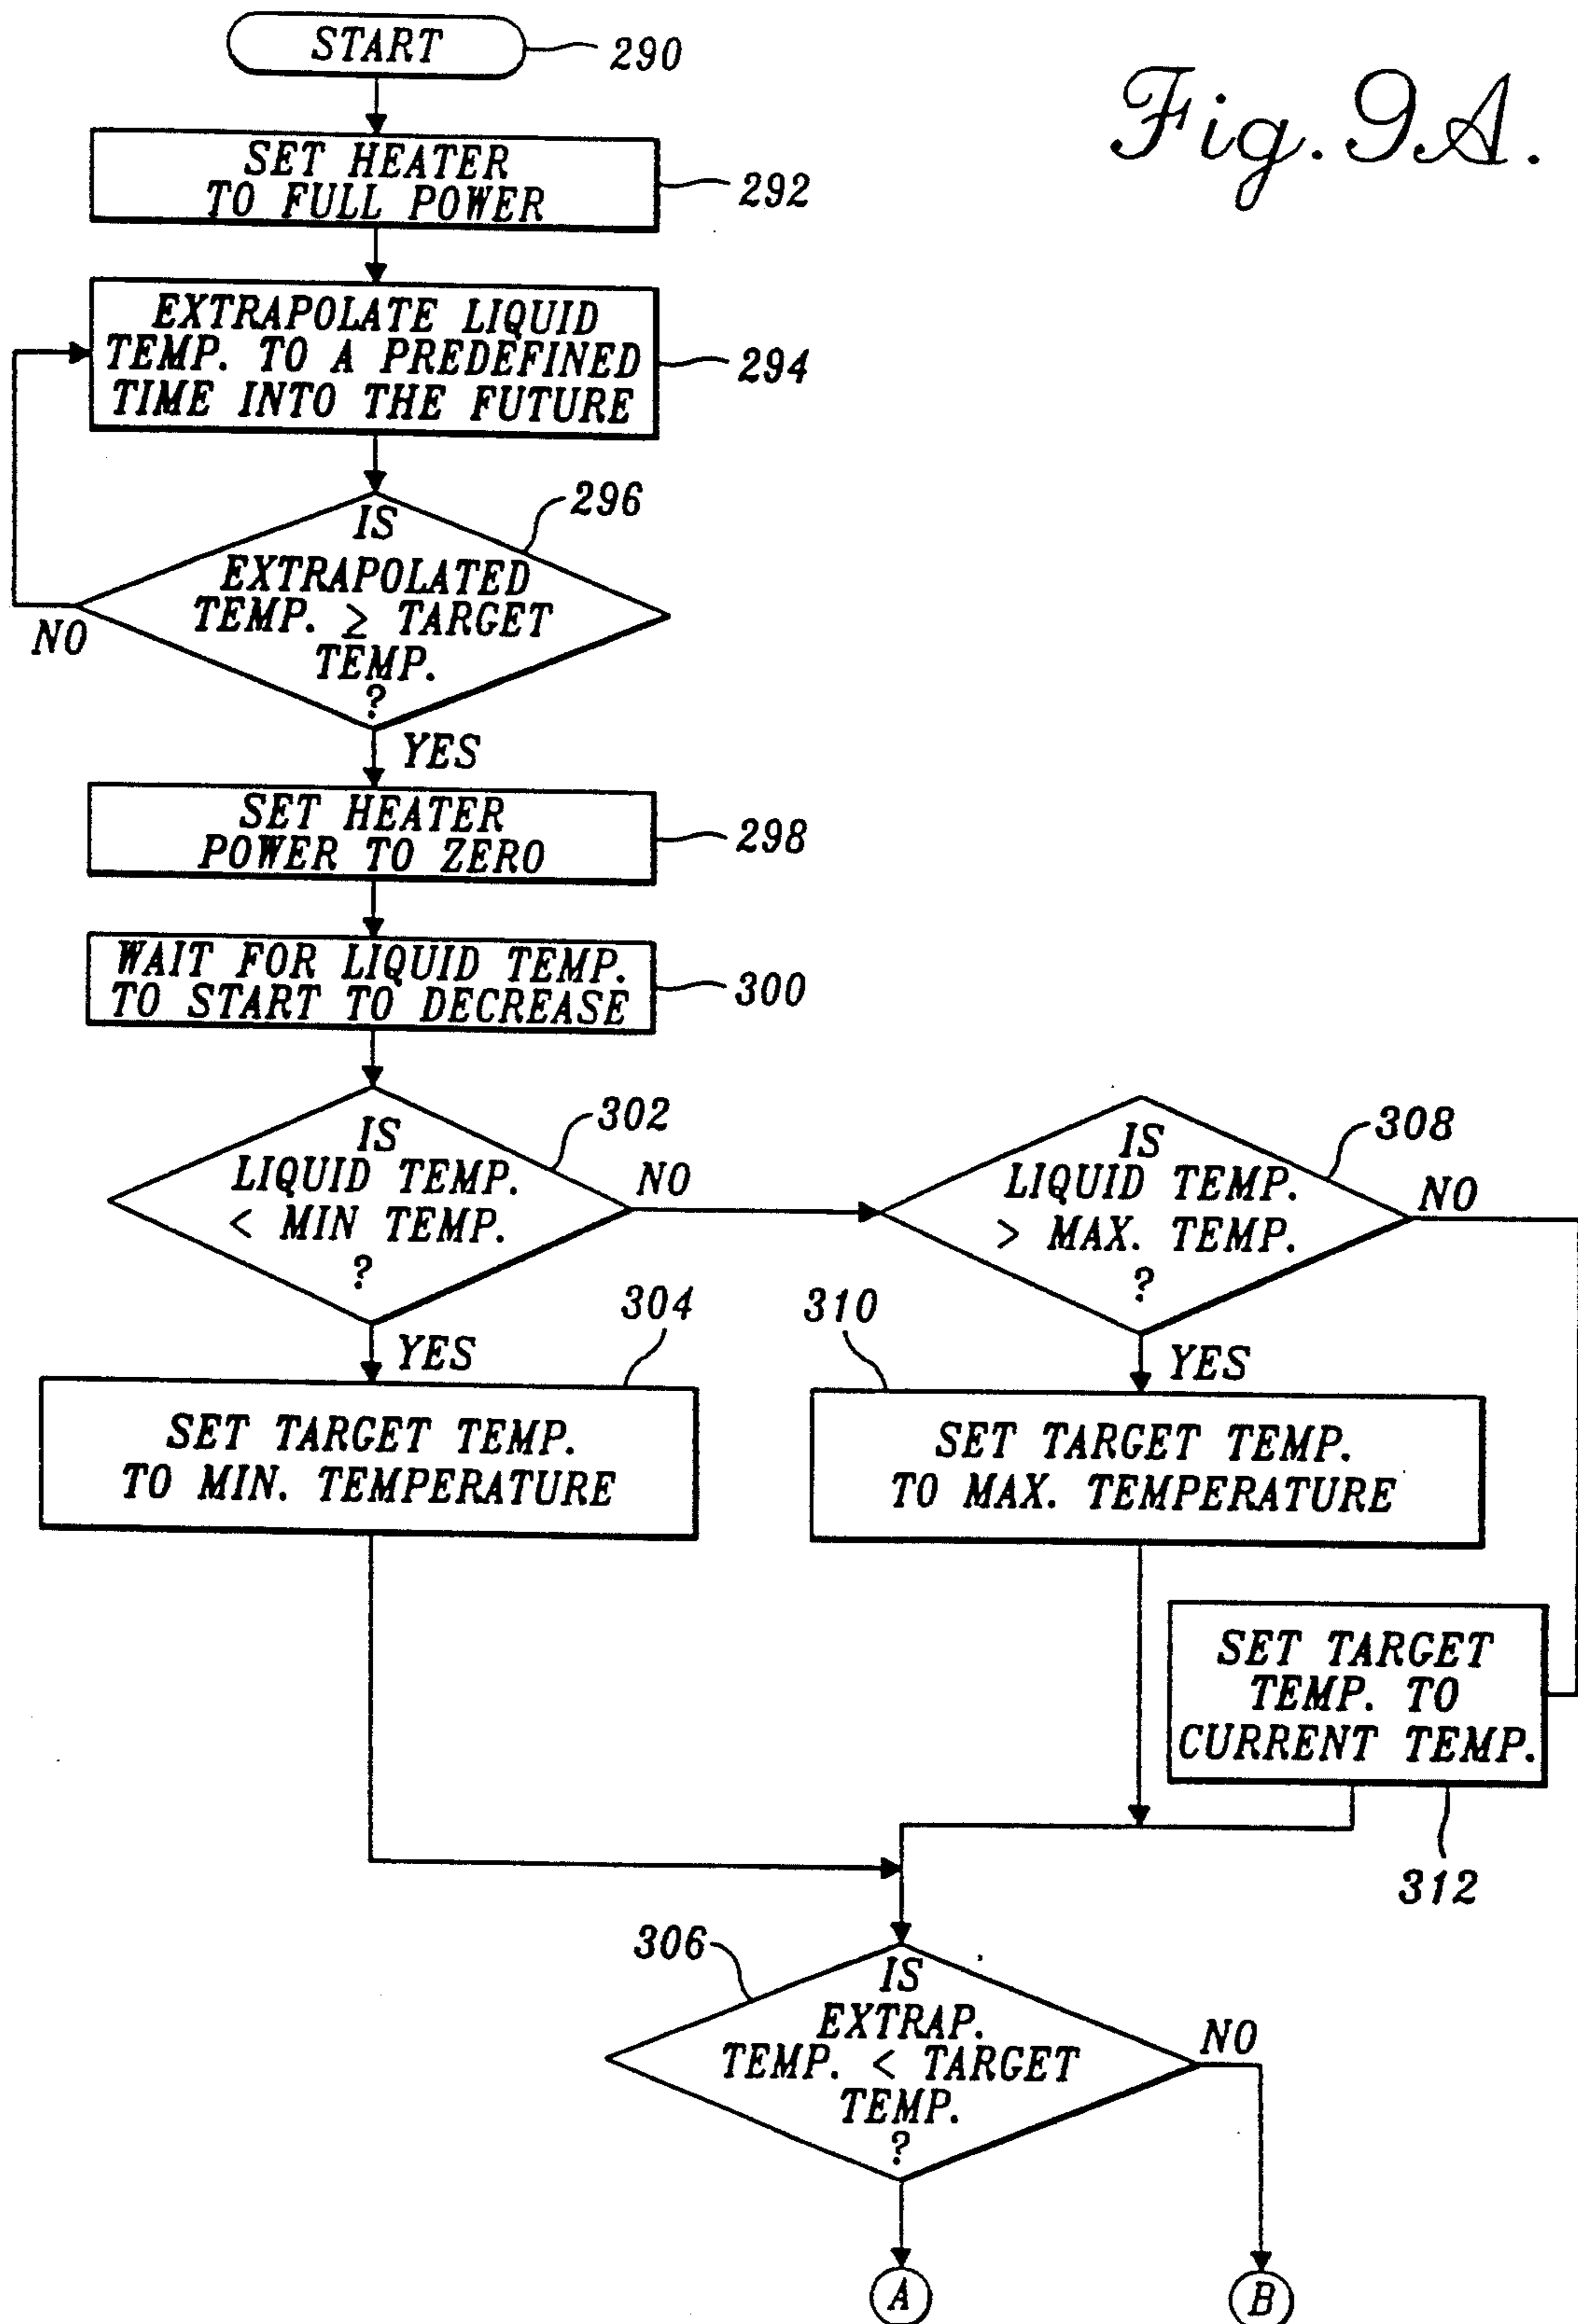 START
290
Fig. 9A.
SET HEATER
TO FULL POWER
292
EXTRAPOLATE LIQUID
TEMP. TO A PREDEFINED
TIME INTO THE FUTURE
294
296
IS
EXTRAPOLATED
TEMP. ≥ TARGET
TEMP.
?
NO
YES
SET HEATER
POWER TO ZERO
298
WAIT FOR LIQUID TEMP.
TO START TO DECREASE
300
302
IS
LIQUID TEMP.
< MIN TEMP.
?
NO
308
IS
LIQUID TEMP.
> MAX. TEMP.
?
NO
304
YES
SET TARGET TEMP.
TO MIN. TEMPERATURE
310
YES
SET TARGET TEMP.
TO MAX. TEMPERATURE
SET TARGET
TEMP. TO
CURRENT TEMP.
312
306
IS
EXTRAP.
TEMP. < TARGET
TEMP.
?
NO
A
B